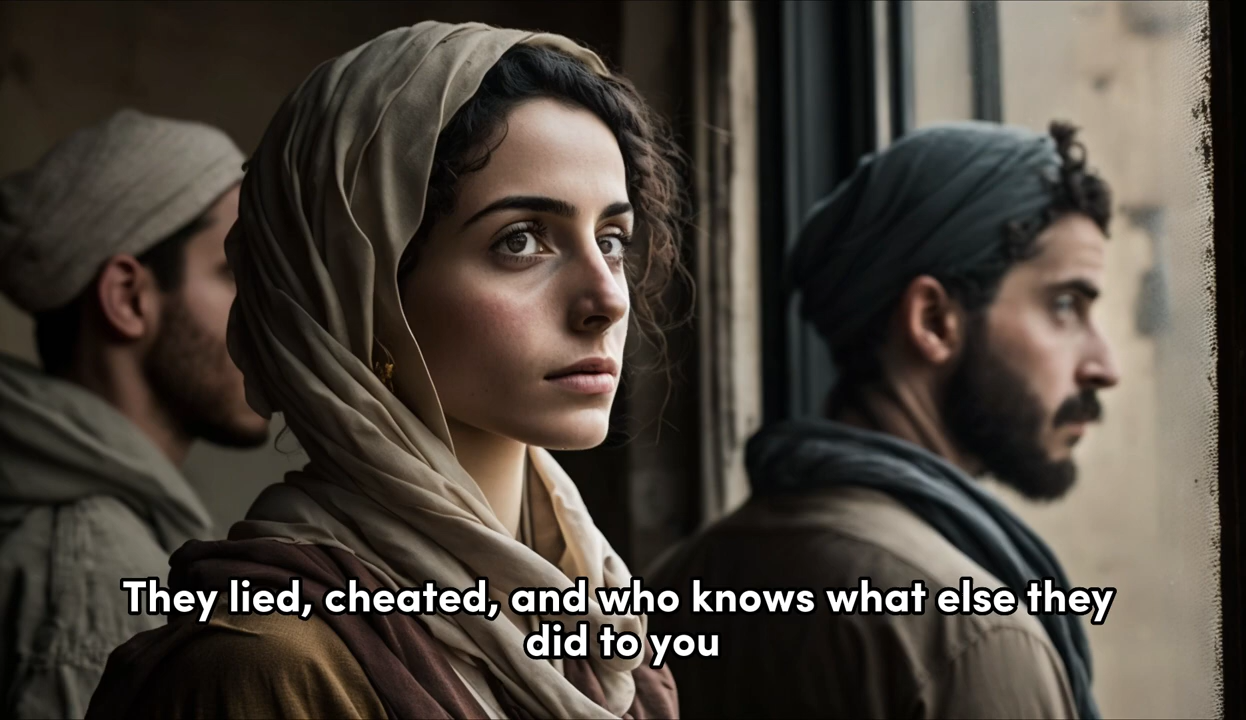 They lied, cheated, and who knows what else they
did to you